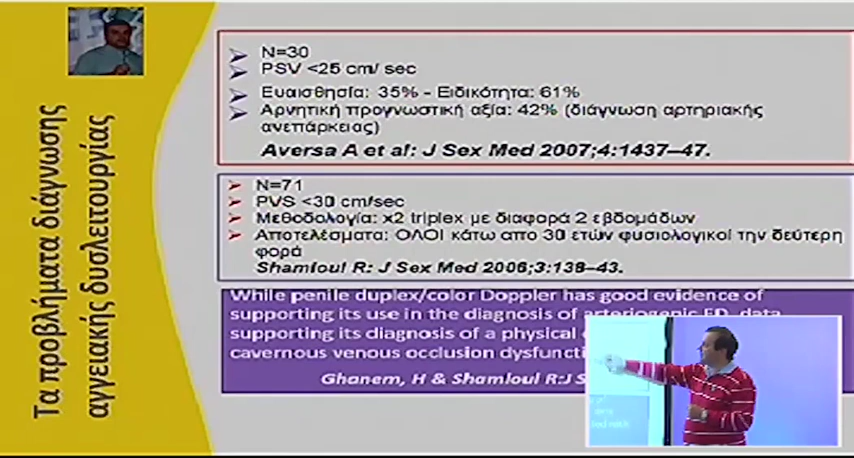 Τα προβλήματα διάγνωσης
αγγειακής δυσλειτουργίας
N=30
PSV <25 cm/ sec
Ευαισθησία: 35% - Ειδικότητα: 61%
Αρνητική προγνωστική αξία: 42% (διάγνωση αρτηριακής
ανεπάρκειας)
Aversa A et al: J Sex Med 2007;4:1437–47.
N=71
PVS <30 cm/sec
Μεθοδολογία: x2 triplex με διαφορά 2 εβδομάδων
Αποτελέσματα: ΟΛΟΙ κάτω απο 30 ετών φυσιολογικοί την δεύτερη
φορά
Shamloul R: J Sex Med 2006;3:138–43.
While penile duplex/color Doppler has good evidence of
supporting its use in the diagnosis of arteriogenic ED, data
supporting its diagnosis of a physical
cavernous venous occlusion
Ghanem, H & Shamloul R:J S